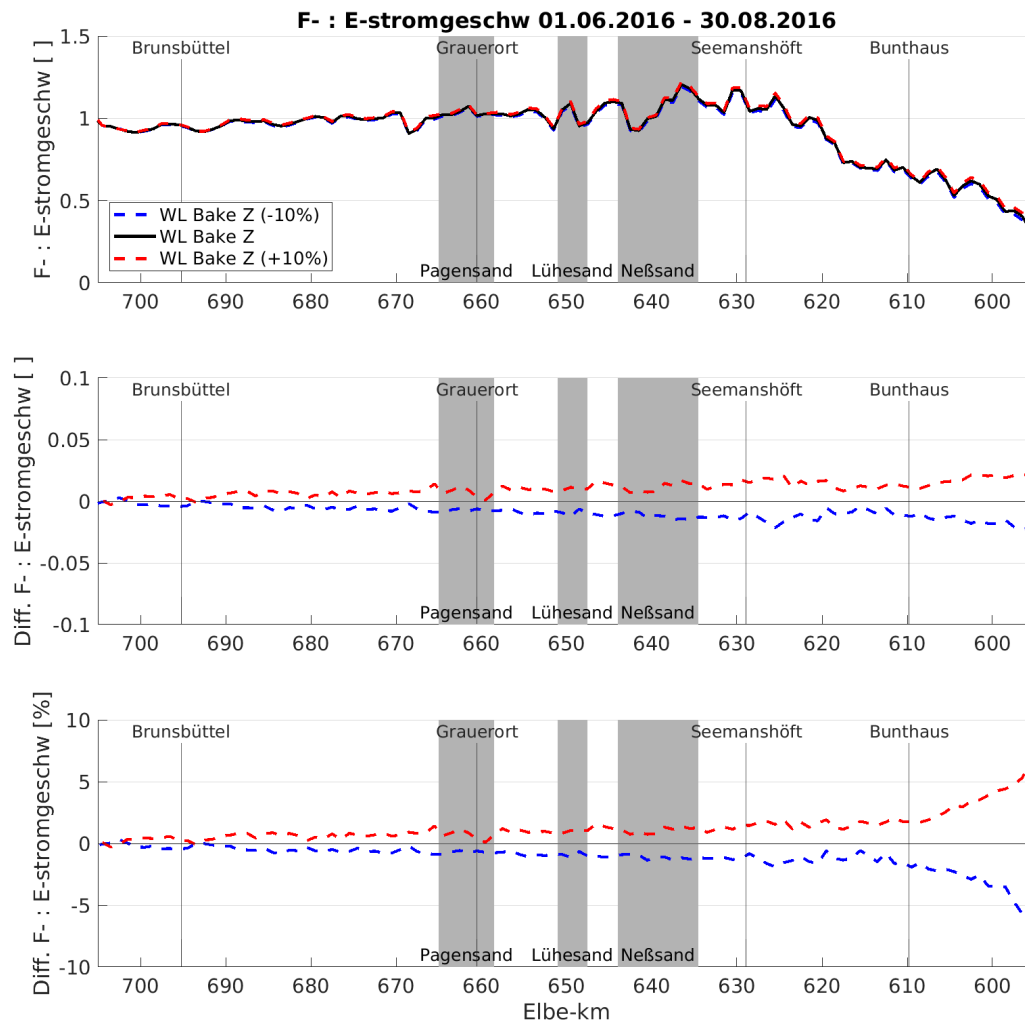 F- : E-stromgeschw 01.06.2016 - 30.08.2016
F- : E-stromgeschw [ ]
1.5
1
0.5
0
Brunsbüttel Grauerort Seemanshöft Bunthaus
WL Bake Z (-10%)
WL Bake Z
WL Bake Z (+10%)
Pagensand Lühesand Neßsand
700 690 680 670 660 650 640 630 620 610 600
Diff. F- : E-stromgeschw [ ]
0.1
0.05
0
-0.05
-0.1
Brunsbüttel Grauerort Seemanshöft Bunthaus
Pagensand Lühesand Neßsand
700 690 680 670 660 650 640 630 620 610 600
Diff. F- : E-stromgeschw [%]
10
5
0
-5
-10
Brunsbüttel Grauerort Seemanshöft Bunthaus
Pagensand Lühesand Neßsand
700 690 680 670 660 650 640 630 620 610 600
Elbe-km